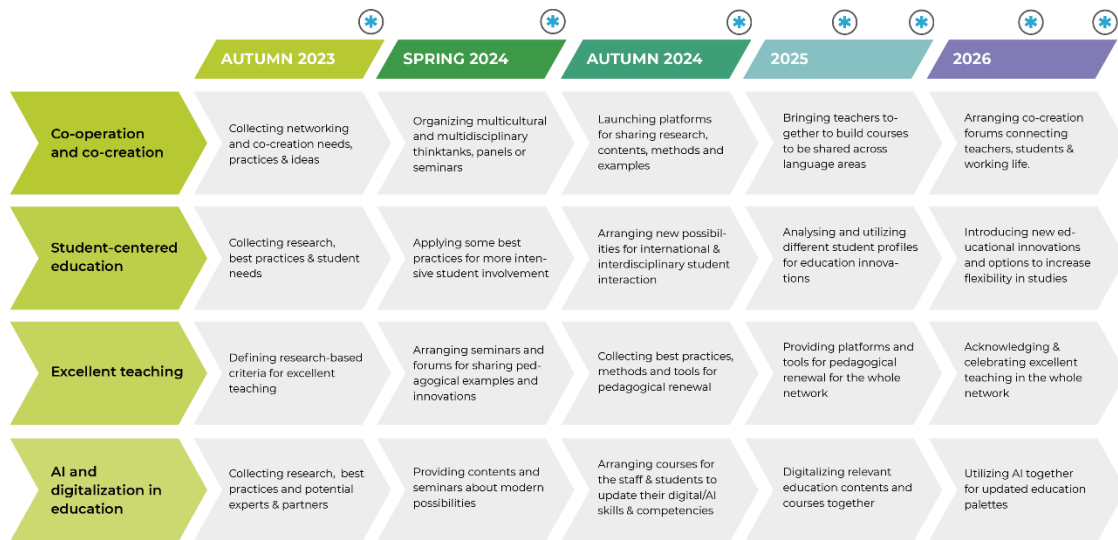 AUTUMN 2023
SPRING 2024
AUTUMN 2024
2025
2026
Co-operation
and co-creation
Collecting networking
and co-creation needs,
practices & ideas
Organizing multicultural
and multidisciplinary
thinktanks, panels or
seminars
Launching platforms
for sharing research,
contents, methods and
examples
Bringing teachers to-
gether to build courses
to be shared across
language areas
Arranging co-creation
forums connecting
teachers, students &
working life.
Student-centered
education
Collecting research,
best practices & student
needs
Applying some best
practices for more inten-
sive student involvement
Arranging new possibil-
ities for international &
interdisciplinary student
interaction
Analysing and utilizing
different student profiles
for education innova-
tions
Introducing new ed-
ucational innovations
and options to increase
flexibility in studies
Excellent teaching
Defining research-based
criteria for excellent
teaching
Arranging seminars and
forums for sharing ped-
agogical examples and
innovations
Collecting best practices,
methods and tools for
pedagogical renewal
Providing platforms and
tools for pedagogical
renewal for the whole
network
Acknowledging &
celebrating excellent
teaching in the whole
network
AI and
digitalization in
education
Collecting research, best
practices and potential
experts & partners
Providing contents and
seminars about modern
possibilities
Arranging courses for
the staff & students to
update their digital/AI
skills & competencies
Digitalizing relevant
education contents and
courses together
Utilizing AI together
for updated education
palettes